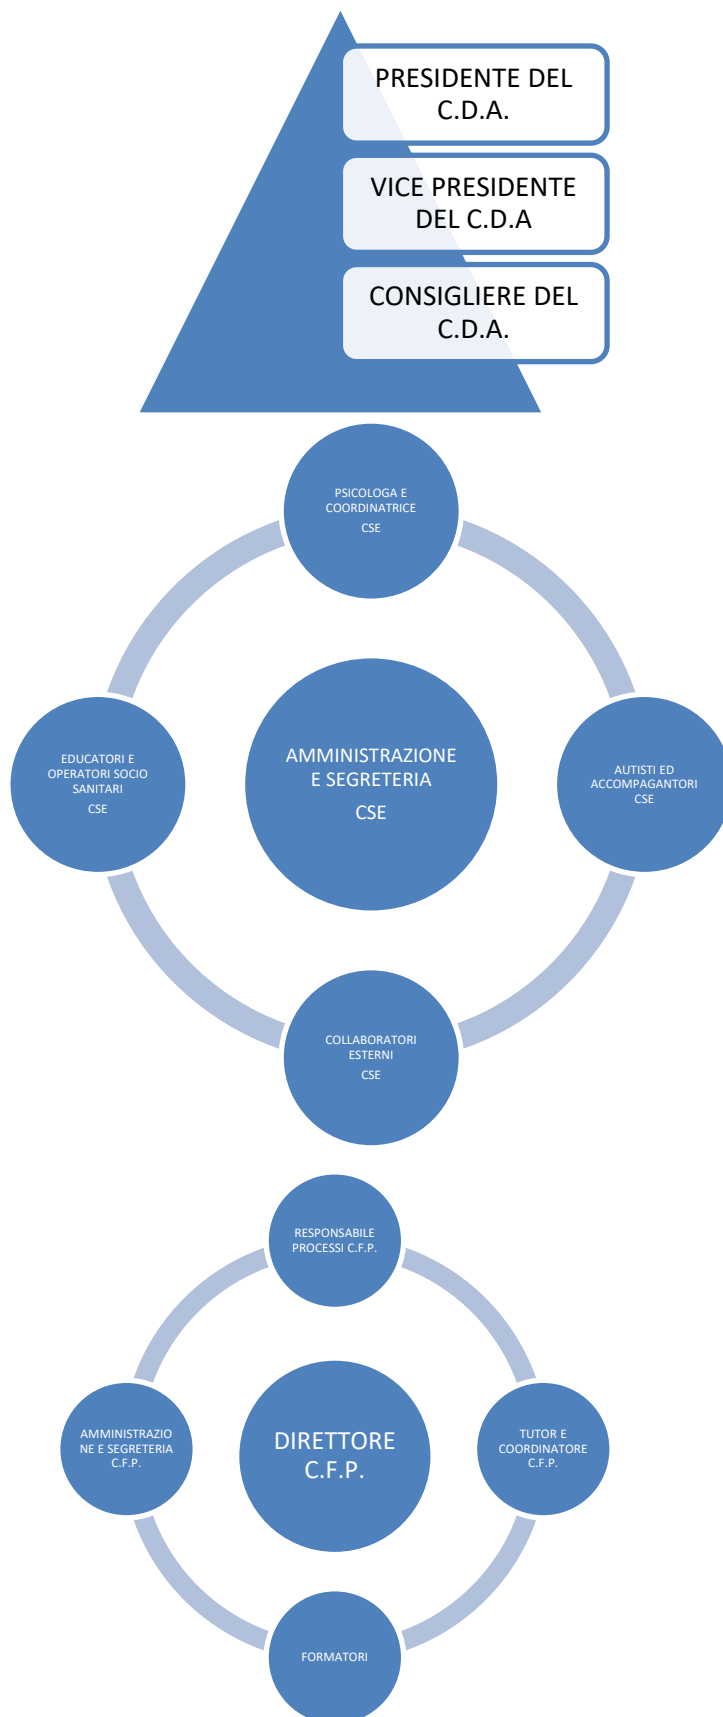 PRESIDENTE DEL
C.D.A.
VICE PRESIDENTE
DEL C.D.A
CONSIGLIERE DEL
C.D.A.
PSICOLOGA E
COORDINATRICE
CSE
EDUCATORI E
OPERATORI SOCIO
SANITARI
CSE
AMMINISTRAZIONE
E SEGRETERIA
CSE
AUTISTI ED
ACCOMPAGANTORI
CSE
COLLABORATORI
ESTERNI
CSE
RESPONSABILE
PROCESSI C.F.P.
AMMINISTRAZIO
NE E SEGRETERIA
C.F.P.
DIRETTORE
C.F.P.
TUTOR E
COORDINATORE
C.F.P.
FORMATORI